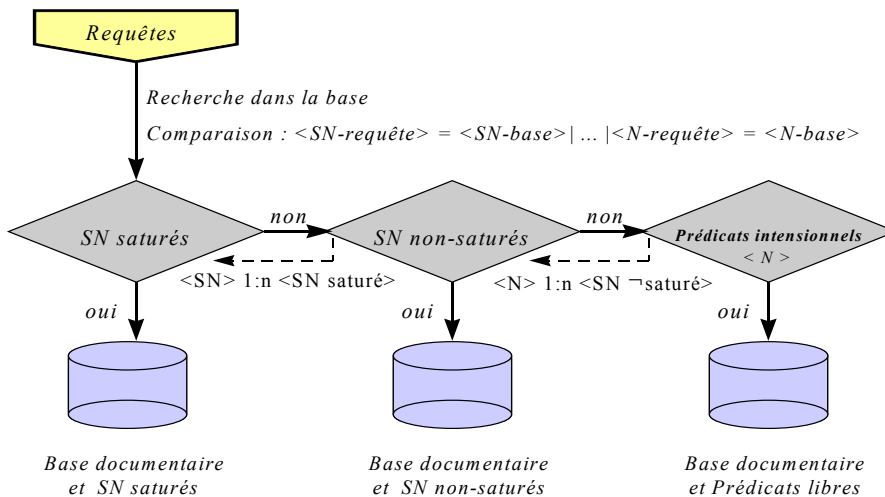 Requêtes
Recherche dans la base
Comparaison : <SN-requête> = <SN-base>| ... |<N-requête> = <N-base>
SN saturés
non
SN non-saturés
non
Prédicats intensionnels
< N >
<SN> 1:n <SN saturé>
<N> 1:n <SN ¬saturé>
oui
oui
oui
Base documentaire
et SN saturés
Base documentaire
et SN non-saturés
Base documentaire
et Prédicats libres